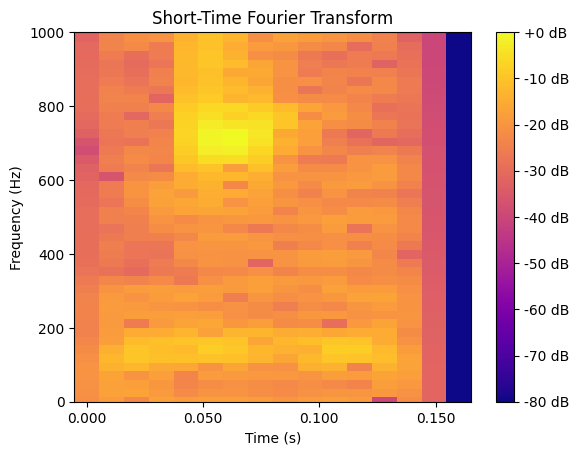 Short-Time Fourier Transform
1000
800
600
400
200
0
Frequency (Hz)
0.000
0.050
0.100
0.150
Time (s)
+0 dB
-10 dB
-20 dB
-30 dB
-40 dB
-50 dB
-60 dB
-70 dB
-80 dB